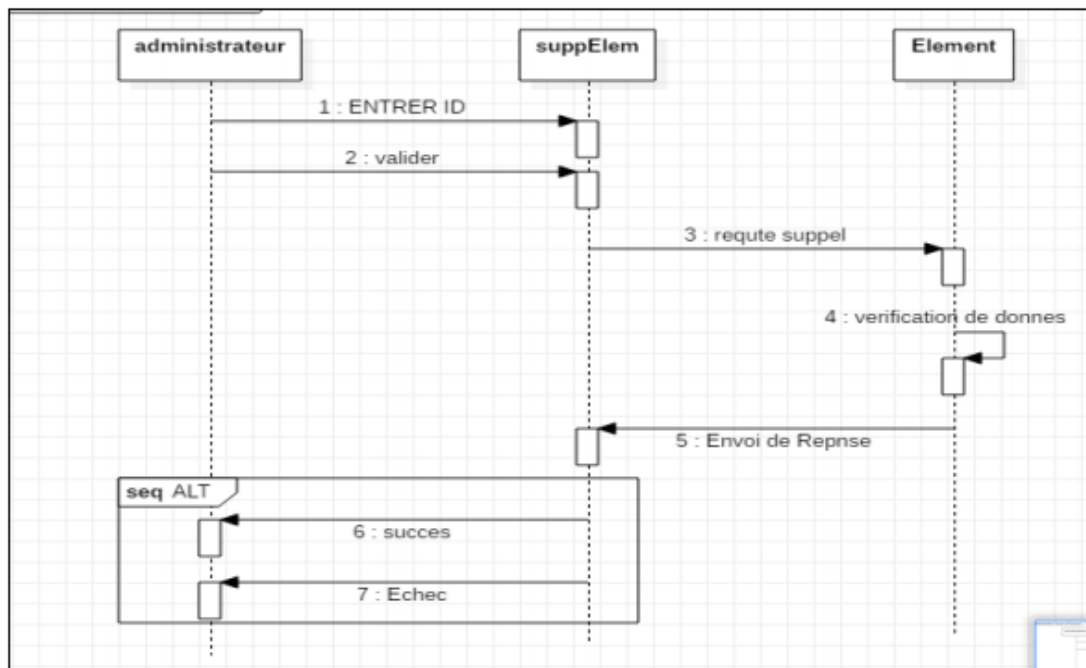 administrateur
suppElem
Element
1 : ENTRER ID
2 : valider
3 : requte suppel
4 : verification de donnes
5 : Envoi de Repnse
seq ALT
6 : succes
7 : Echec